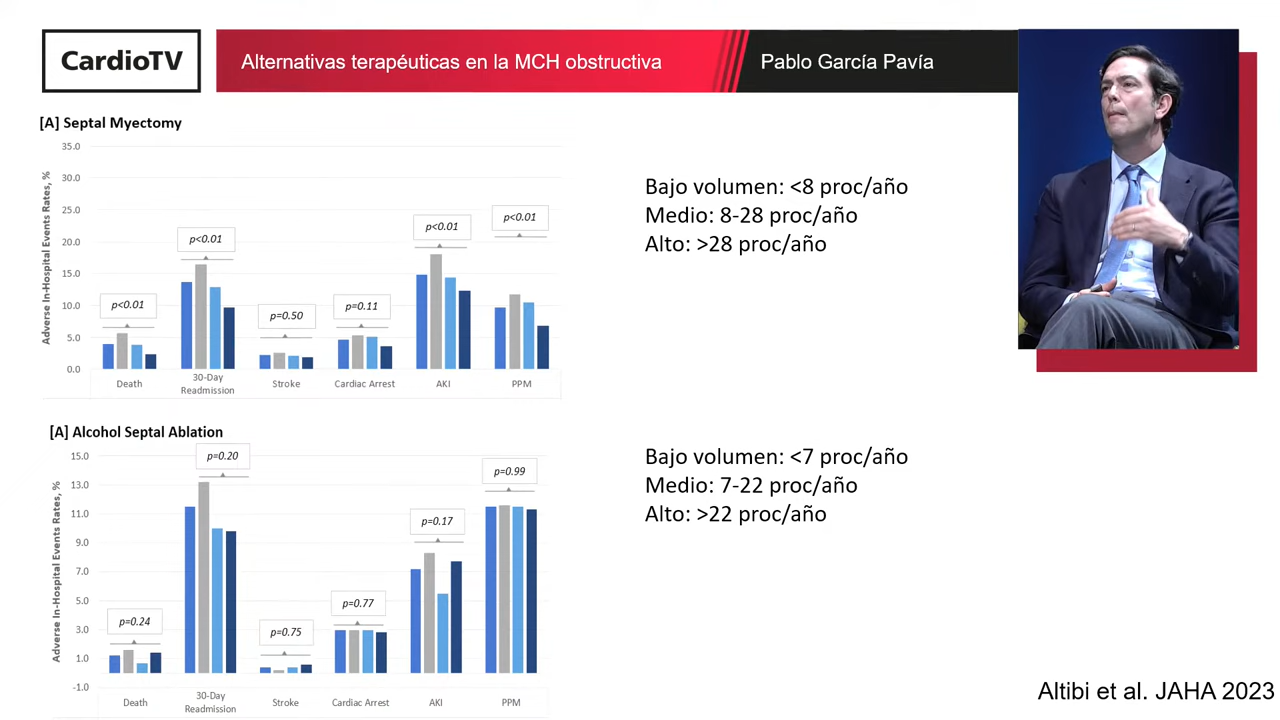 CardioTV
Alternativas terapéuticas en la MCH obstructiva
Pablo García Pavía
[A] Septal Myectomy
Adverse In-Hospital Events Rates, %
35.0
30.0
25.0
20.0
15.0
10.0
5.0
0.0
p<0.01
p<0.01
p=0.50
p=0.11
p<0.01
p<0.01
Death
30-Day
Readmission
Stroke
Cardiac Arrest
AKI
PPM
Bajo volumen: <8 proc/año
Medio: 8-28 proc/año
Alto: >28 proc/año
[A] Alcohol Septal Ablation
Adverse In-Hospital Events Rates, %
15.0
13.0
11.0
9.0
7.0
5.0
3.0
1.0
-1.0
p=0.24
p=0.20
p=0.75
p=0.77
p=0.17
p=0.99
Death
30-Day
Readmission
Stroke
Cardiac Arrest
AKI
PPM
Bajo volumen: <7 proc/año
Medio: 7-22 proc/año
Alto: >22 proc/año
Altibi et al. JAHA 2023